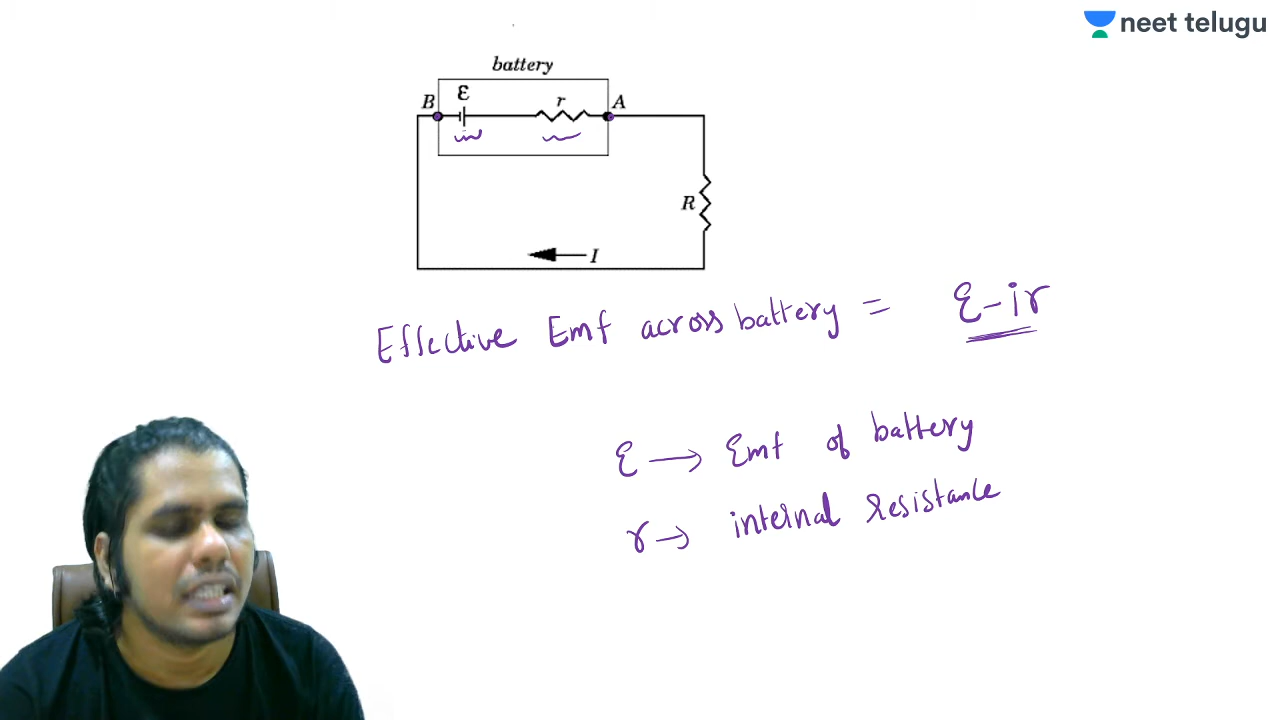 neet telugu
battery
B ε r A
R
I
Effective Emf across battery = ε-ir
ε → Emf of battery
r → internal resistance